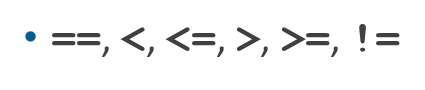 • ==, <, <=, >, >=, !=